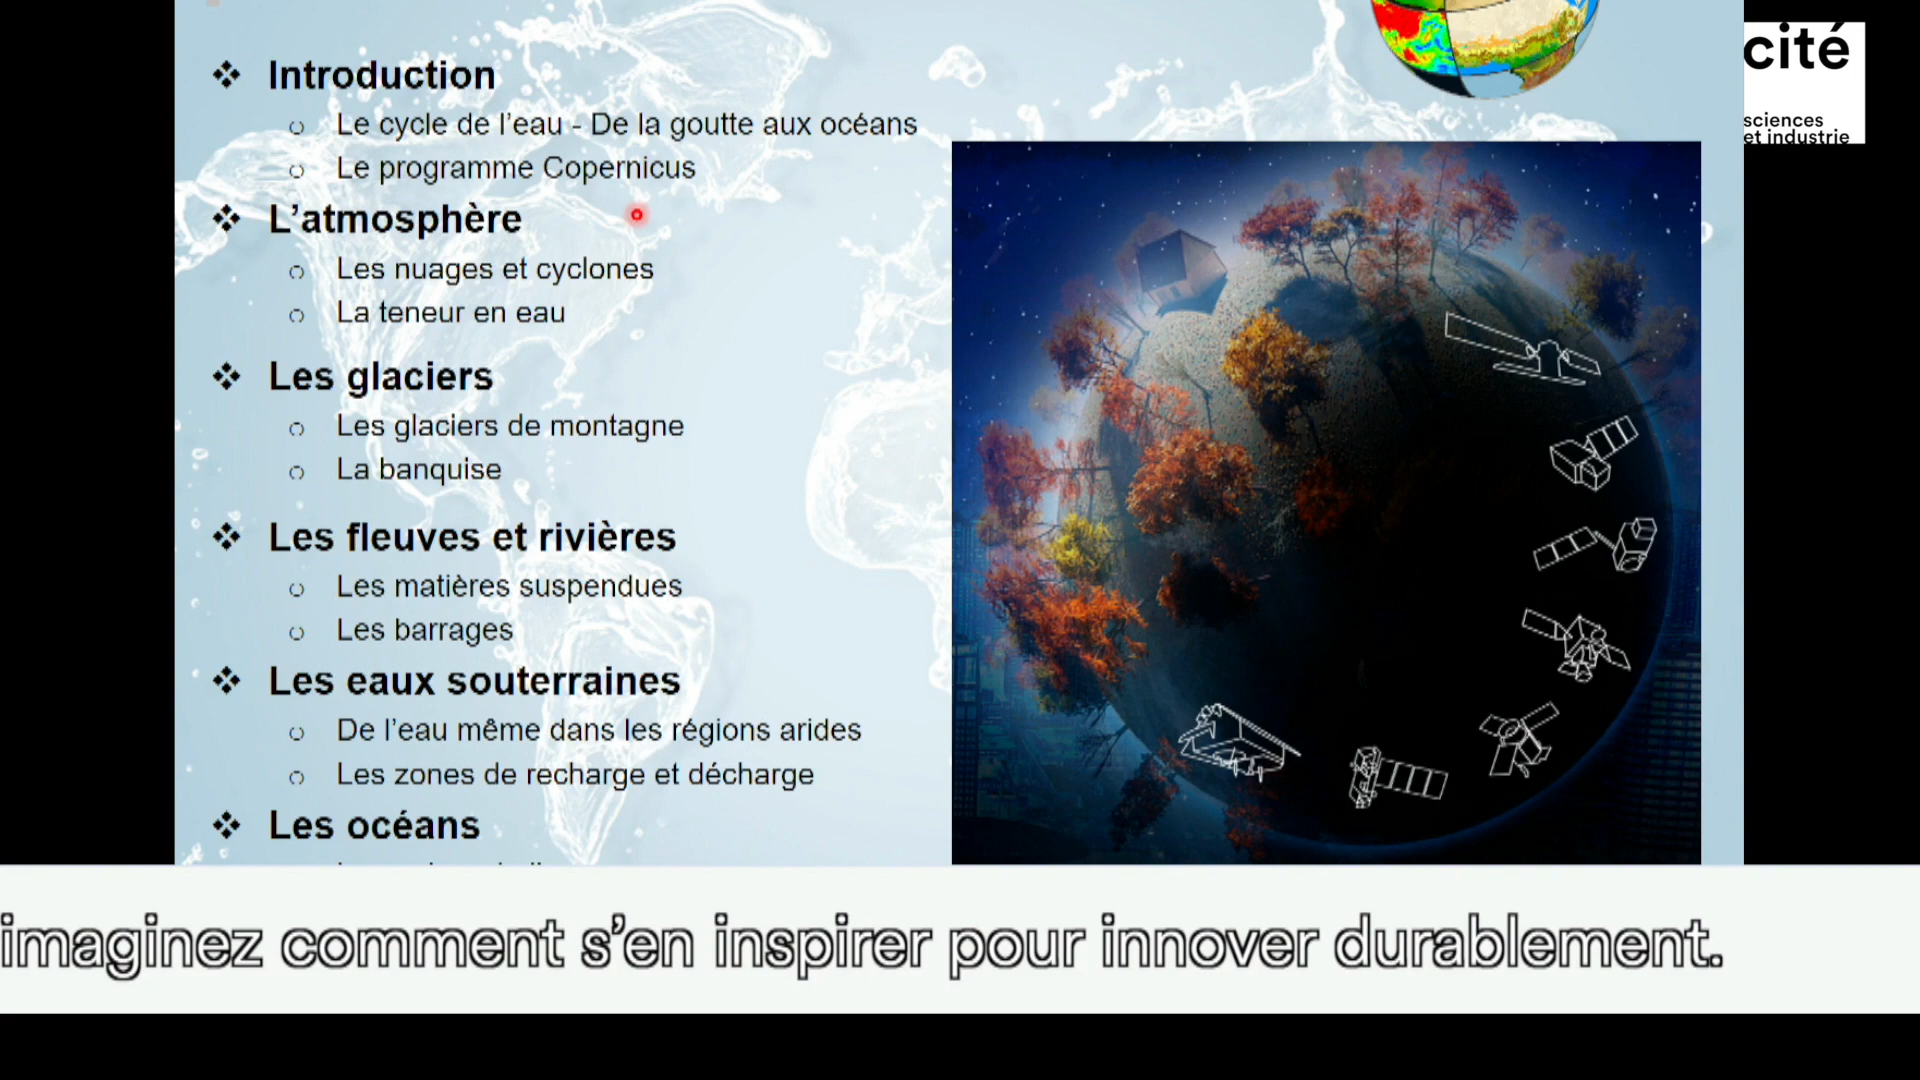 Introduction
Le cycle de l'eau - De la goutte aux océans
Le programme Copernicus
L'atmosphère
Les nuages et cyclones
La teneur en eau
Les glaciers
Les glaciers de montagne
La banquise
Les fleuves et rivières
Les matières suspendues
Les barrages
Les eaux souterraines
De l'eau même dans les régions arides
Les zones de recharge et décharge
Les océans
cité
sciences
et industrie
imaginez comment s'en inspirer pour innover durablement.